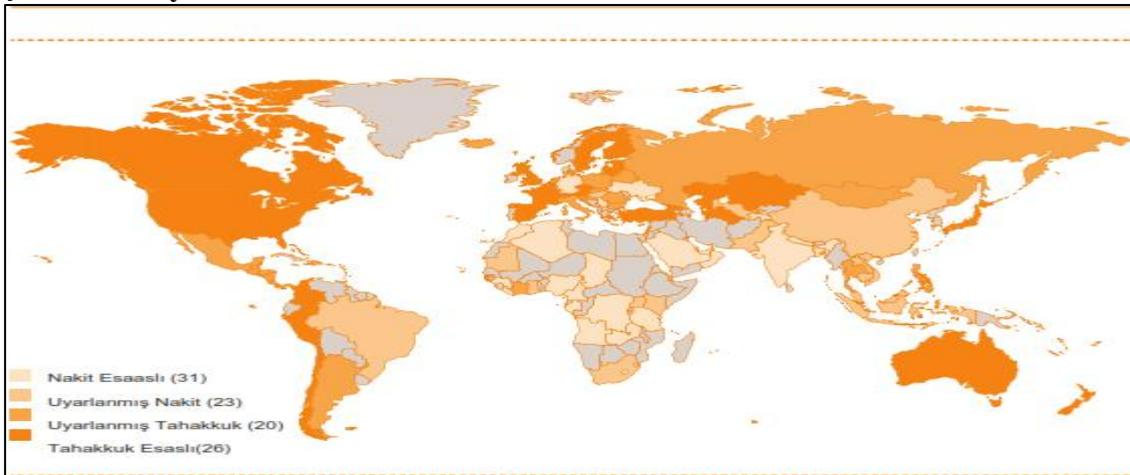 Nakit Esaaslı (31)
Uyarlanmış Nakit (23)
Uyarlanmış Tahakkuk (20)
Tahakkuk Esaslı(26)